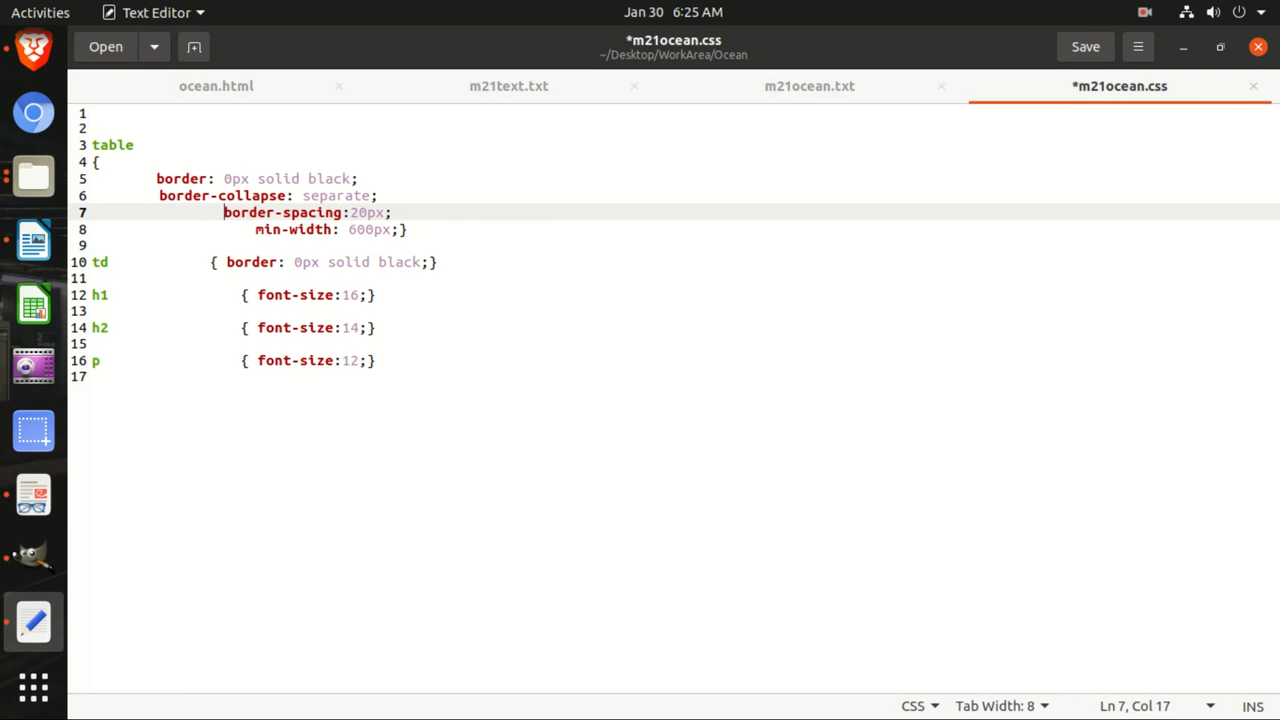 Activities Text Editor Jan 30 6:25 AM
Open *m21ocean.css Save
~/Desktop/WorkArea/Ocean
ocean.html m21text.txt m21ocean.txt *m21ocean.css
1
2
3 table
4 {
5 border: 0px solid black;
6 border-collapse: separate;
7 border-spacing:20px;
8 min-width: 600px;}
9
10 td { border: 0px solid black;}
11
12 h1 { font-size:16;}
13
14 h2 { font-size:14;}
15
16 p { font-size:12;}
17
CSS Tab Width: 8 Ln 7, Col 17 INS